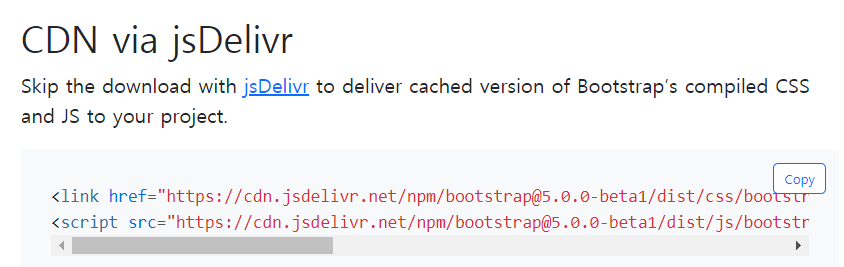 CDN via jsDelivr
Skip the download with jsDelivr to deliver cached version of Bootstrap's compiled CSS
and JS to your project.
Copy
<link href="https://cdn.jsdelivr.net/npm/bootstrap@5.0.0-beta1/dist/css/bootstr
<script src="https://cdn.jsdelivr.net/npm/bootstrap@5.0.0-beta1/dist/js/bootstr